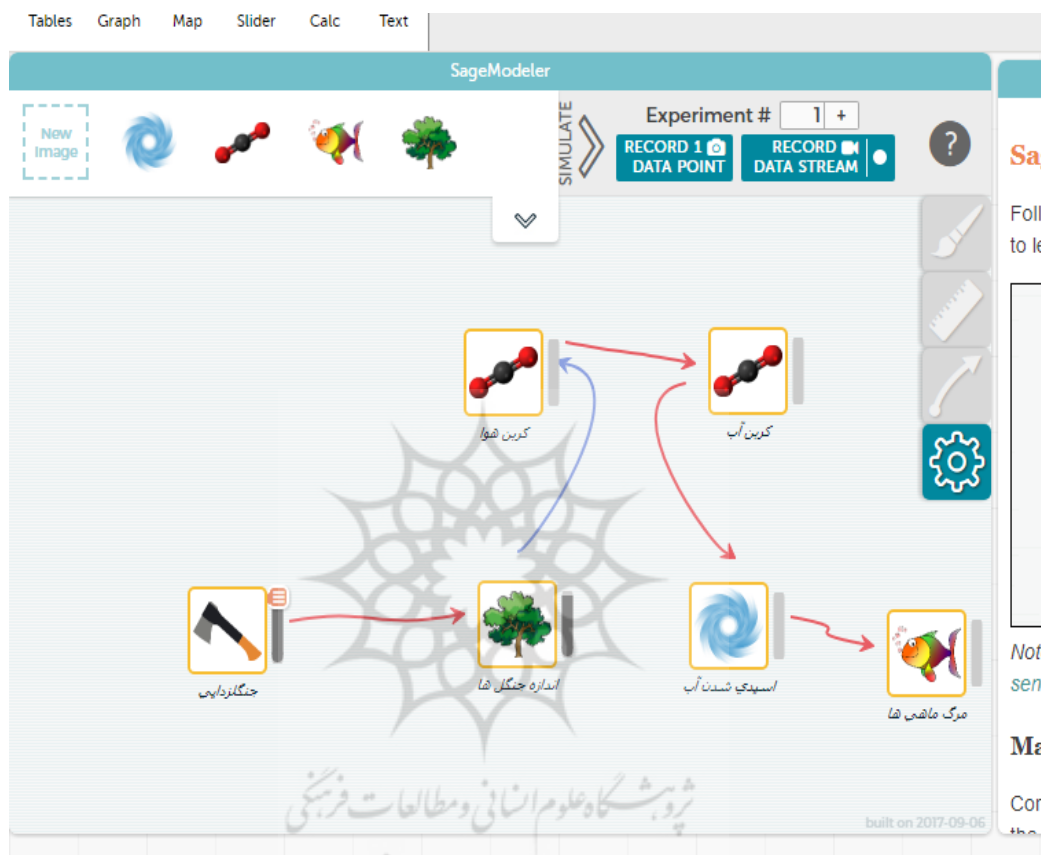 Tables Graph Map Slider Calc Text
SageModeler
New
Image
SIMULATE
Experiment # 1 +
RECORD 1
DATA POINT
RECORD
DATA STREAM
?
Sa
Foll
to le
کربن هوا
کربن آب
جنگلزدایی
اندازه جنگل ها
اسیدي شدن آب
مرگ ماهی ها
Not
sen
Ma
Con
the
پژوهشگاه علوم انسانی و مطالعات فرهنگی
built on 2017-09-06